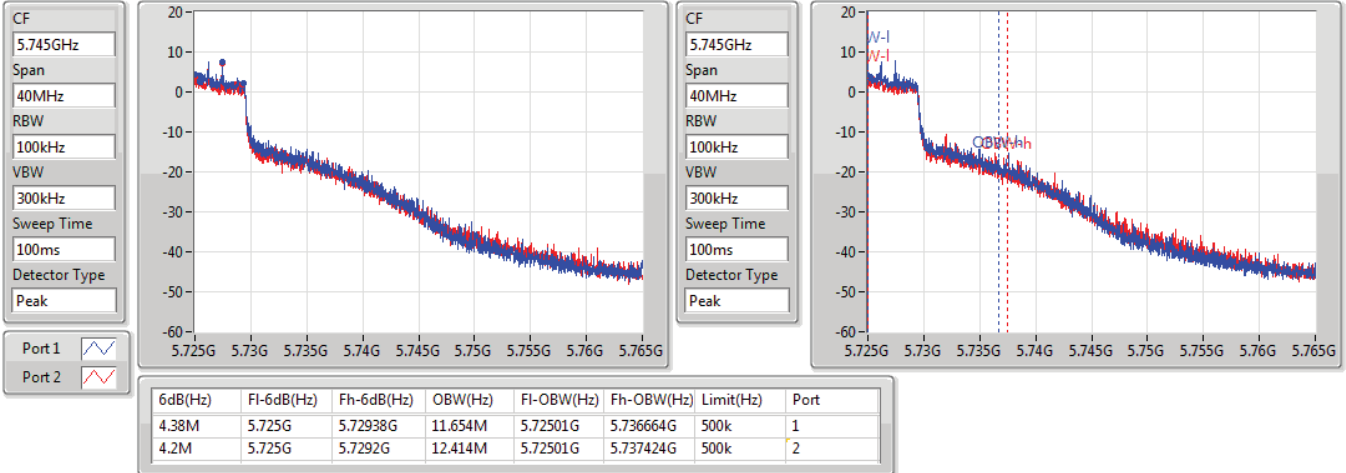 CF
5.745GHz
Span
40MHz
RBW
100kHz
VBW
300kHz
Sweep Time
100ms
Detector Type
Peak
20
10
0
-10
-20
-30
-40
-50
-60
5.725G 5.73G 5.735G 5.74G 5.745G 5.75G 5.755G 5.76G 5.765G
CF
5.745GHz
Span
40MHz
RBW
100kHz
VBW
300kHz
Sweep Time
100ms
Detector Type
Peak
20
10
0
-10
-20
-30
-40
-50
-60
W-l
W-l
5.725G 5.73G 5.735G 5.74G 5.745G 5.75G 5.755G 5.76G 5.765G
Port 1
Port 2
6dB(Hz) Fl-6dB(Hz) Fh-6dB(Hz) OBW(Hz) Fl-OBW(Hz) Fh-OBW(Hz) Limit(Hz) Port
4.38M 5.725G 5.72938G 11.654M 5.72501G 5.736664G 500k 1
4.2M 5.725G 5.7292G 12.414M 5.72501G 5.737424G 500k 2